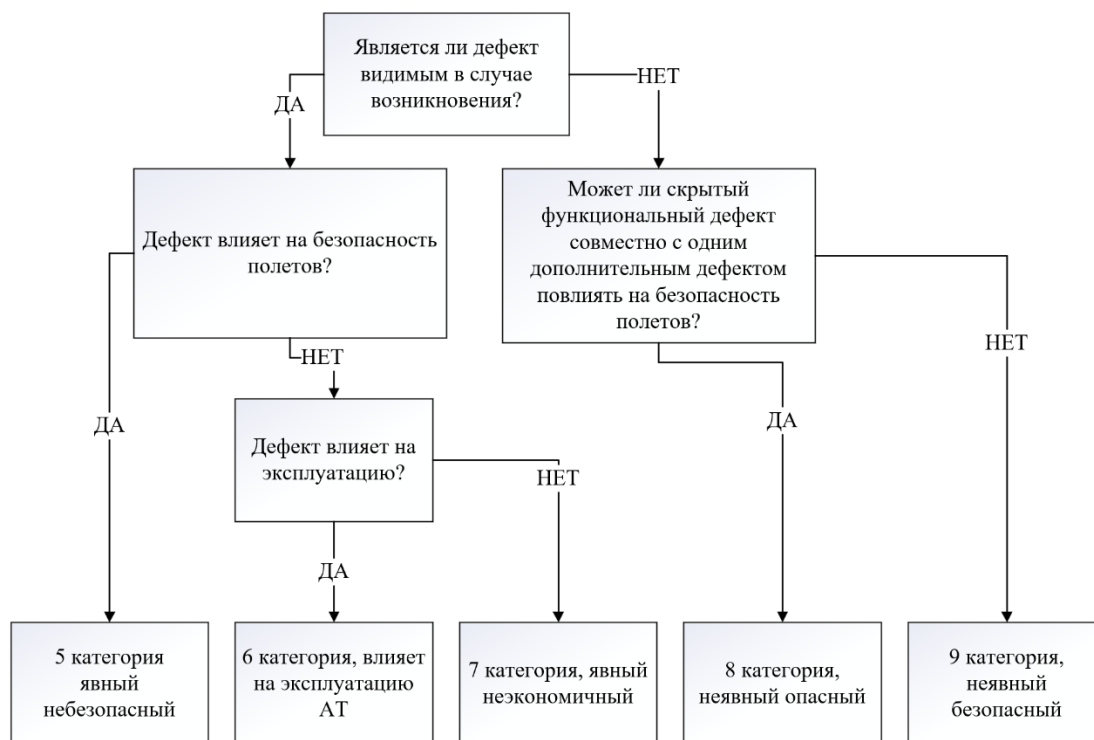 Является ли дефект
видимым в случае
возникновения?
ДА
НЕТ
Дефект влияет на безопасность
полетов?
Может ли скрытый
функциональный дефект
совместно с одним
дополнительным дефектом
повлиять на безопасность
полетов?
НЕТ
НЕТ
ДА
Дефект влияет на
эксплуатацию?
ДА
НЕТ
ДА
5 категория
явный
небезопасный
6 категория, влияет
на эксплуатацию
АТ
7 категория, явный
неэкономичный
8 категория,
неявный опасный
9 категория,
неявный
безопасный